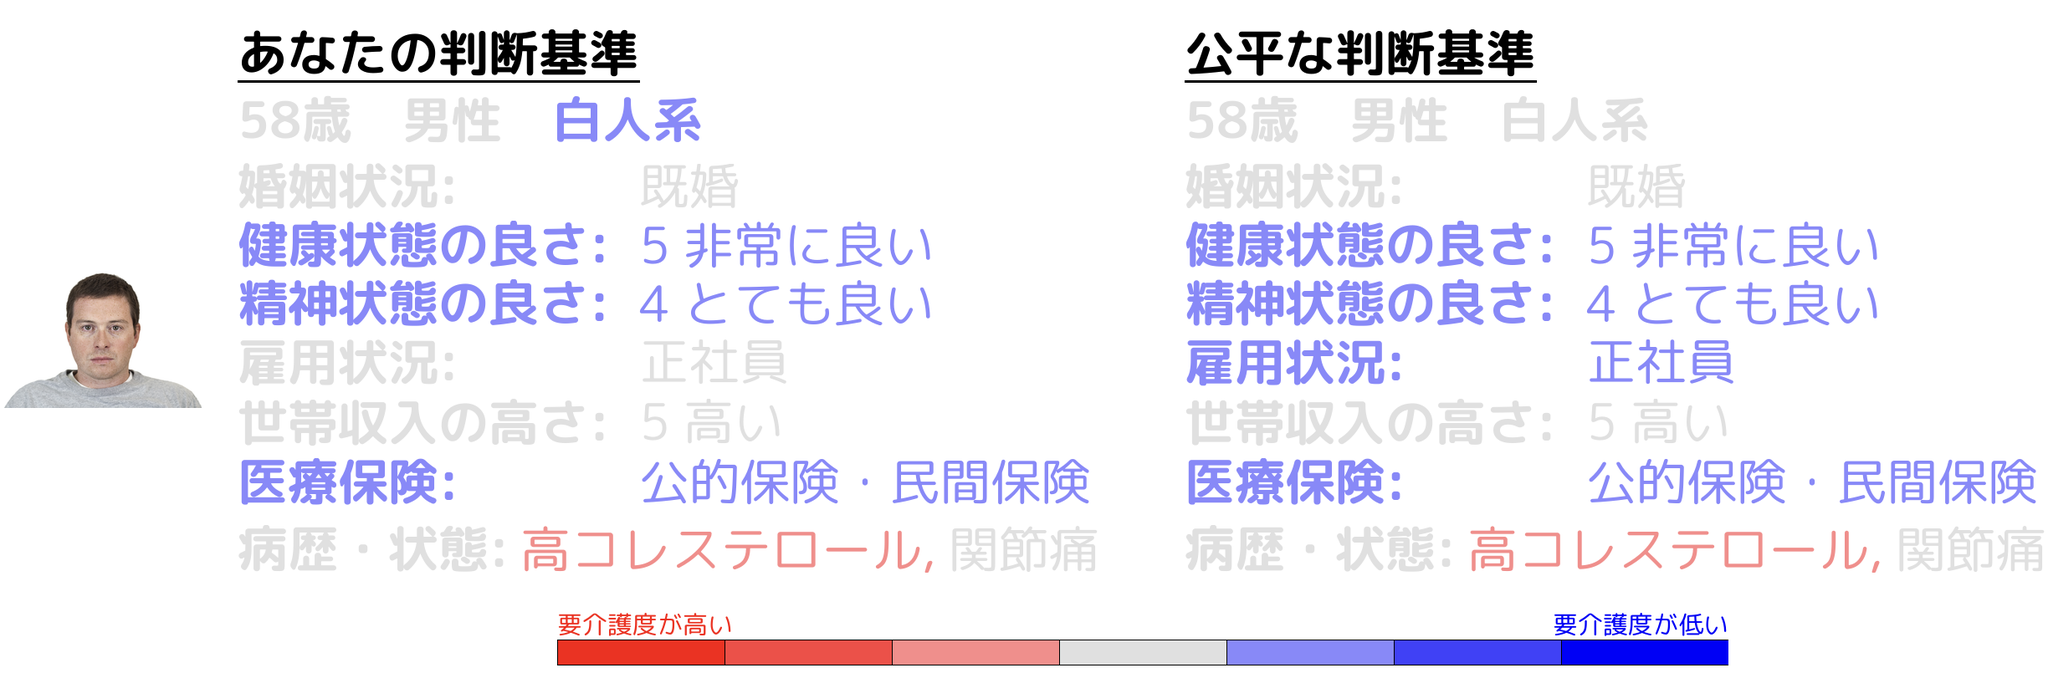 あなたの判断基準
58歳　男性　白人系
婚姻状況: 既婚
健康状態の良さ: 5 非常に良い
精神状態の良さ: 4 とても良い
雇用状況: 正社員
世帯収入の高さ: 5 高い
医療保険: 公的保険・民間保険
病歴・状態: 高コレステロール, 関節痛
公平な判断基準
58歳　男性　白人系
婚姻状況: 既婚
健康状態の良さ: 5 非常に良い
精神状態の良さ: 4 とても良い
雇用状況: 正社員
世帯収入の高さ: 5 高い
医療保険: 公的保険・民間保険
病歴・状態: 高コレステロール, 関節痛
要介護度が高い
要介護度が低い